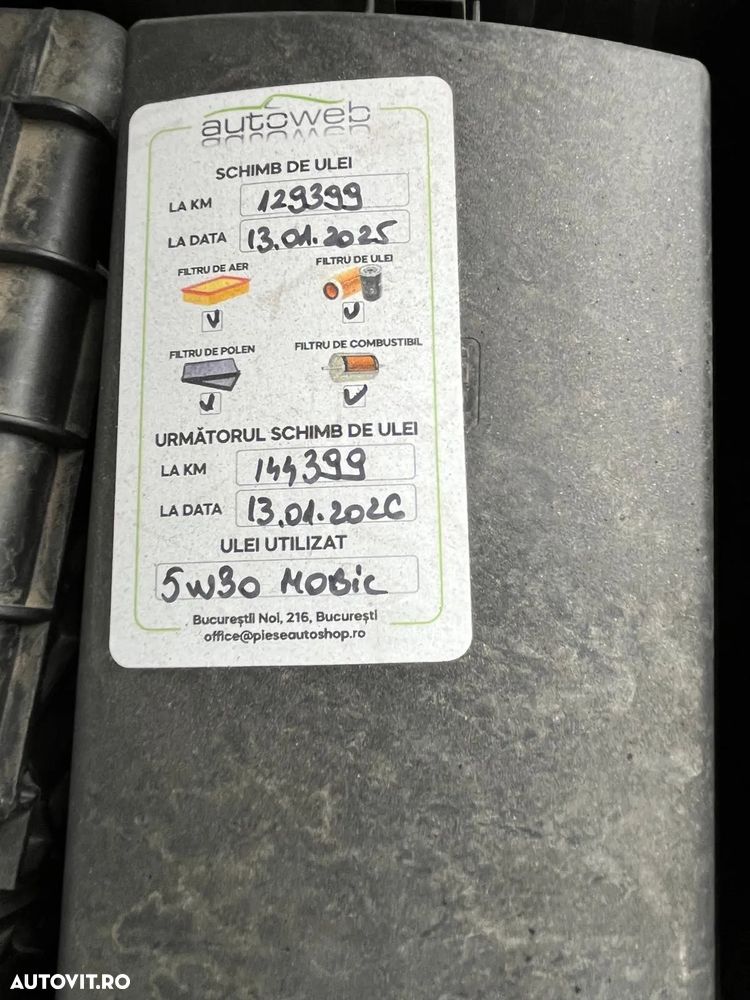 autoweb
SCHIMB DE ULEI
LA KM 129399
LA DATA 13.01.2025
FILTRU DE AER FILTRU DE ULEI
FILTRU DE POLEN FILTRU DE COMBUSTIBIL
URMĂTORUL SCHIMB DE ULEI
LA KM 144399
LA DATA 13.01.2026
ULEI UTILIZAT
5W30 MOBIL
Bucureștii Noi, 216, București
office@pieseautoshop.ro
AUTOVIT.RO